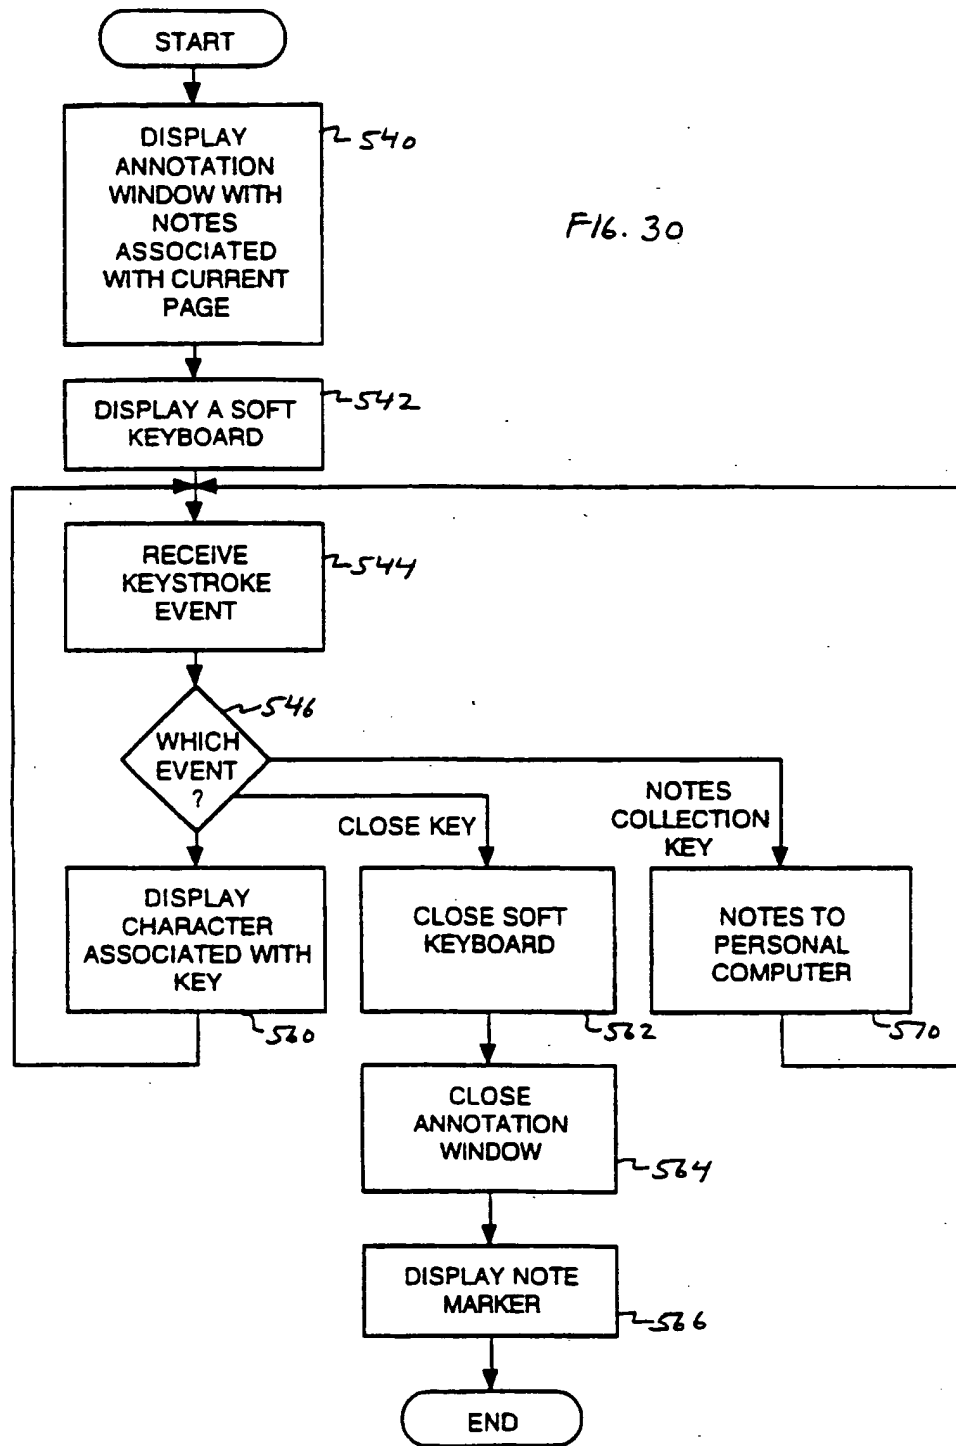 START
DISPLAY
ANNOTATION
WINDOW WITH
NOTES
ASSOCIATED
WITH CURRENT
PAGE
540
FIG. 30
DISPLAY A SOFT
KEYBOARD
542
RECEIVE
KEYSTROKE
EVENT
544
546
WHICH
EVENT
?
CLOSE KEY
NOTES
COLLECTION
KEY
DISPLAY
CHARACTER
ASSOCIATED WITH
KEY
560
CLOSE SOFT
KEYBOARD
562
NOTES TO
PERSONAL
COMPUTER
570
CLOSE
ANNOTATION
WINDOW
564
DISPLAY NOTE
MARKER
566
END